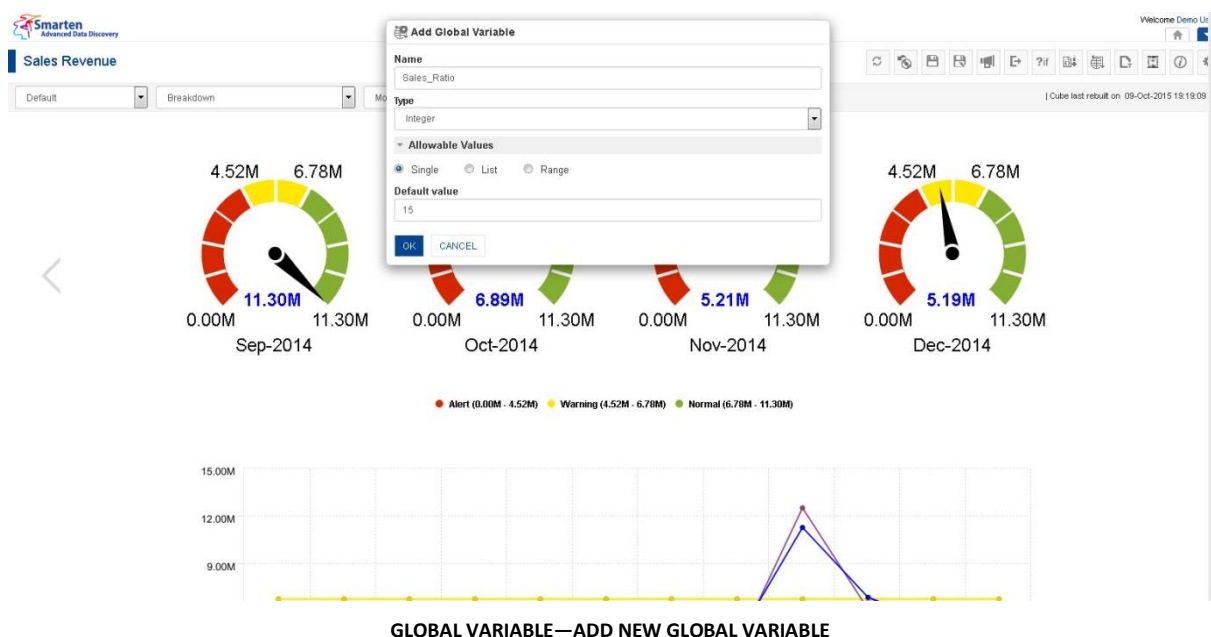 Smarten
Advanced Data Discovery
Welcome Demo Us
Sales Revenue
?if
Default
Breakdown
Mo
| Cube last rebuilt on 09-Oct-2015 19:19:09
Add Global Variable
Name
Sales_Ratio
Type
Integer
Allowable Values
Single List Range
Default value
15
OK CANCEL
4.52M 6.78M
11.30M
0.00M 11.30M
Sep-2014
6.89M
0.00M 11.30M
Oct-2014
5.21M
0.00M 11.30M
Nov-2014
4.52M 6.78M
5.19M
0.00M 11.30M
Dec-2014
Alert (0.00M - 4.52M) Warning (4.52M - 6.78M) Normal (6.78M - 11.30M)
15.00M
12.00M
9.00M
GLOBAL VARIABLE—ADD NEW GLOBAL VARIABLE